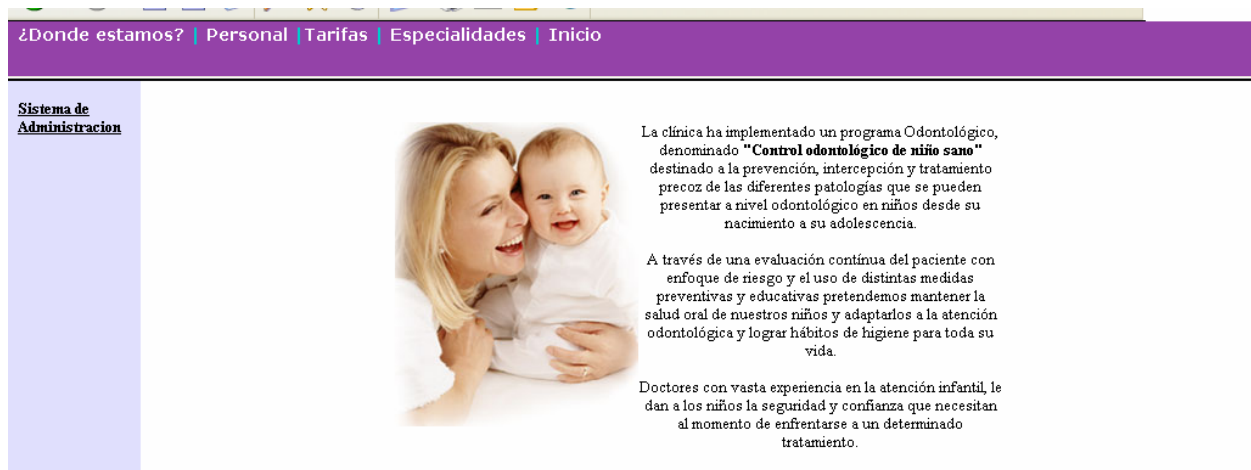 ¿Donde estamos? | Personal |Tarifas | Especialidades | Inicio
Sistema de
Administracion
La clínica ha implementado un programa Odontológico,
denominado "Control odontológico de niño sano"
destinado a la prevención, intercepción y tratamiento
precoz de las diferentes patologías que se pueden
presentar a nivel odontológico en niños desde su
nacimiento a su adolescencia.
A través de una evaluación contínua del paciente con
enfoque de riesgo y el uso de distintas medidas
preventivas y educativas pretendemos mantener la
salud oral de nuestros niños y adaptarlos a la atención
odontológica y lograr hábitos de higiene para toda su
vida.
Doctores con vasta experiencia en la atención infantil, le
dan a los niños la seguridad y confianza que necesitan
al momento de enfrentarse a un determinado
tratamiento.